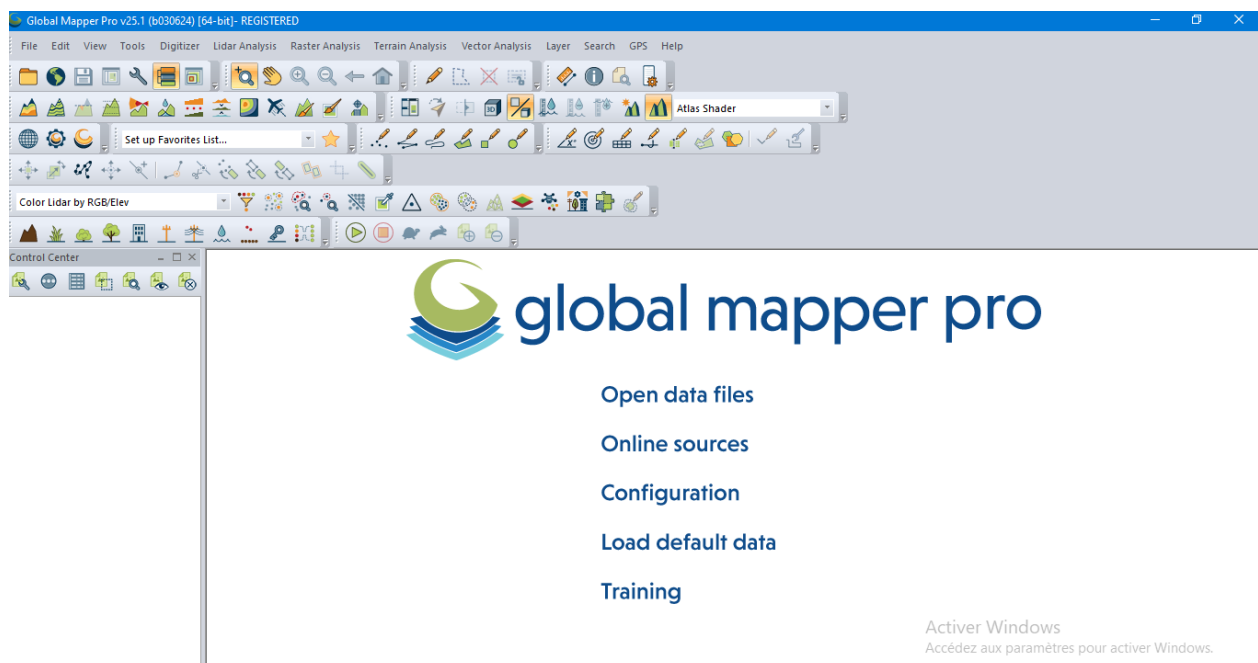 Global Mapper Pro v25.1 (b030624) [64-bit]- REGISTERED
File Edit View Tools Digitizer Lidar Analysis Raster Analysis Terrain Analysis Vector Analysis Layer Search GPS Help
Atlas Shader
Set up Favorites List...
Color Lidar by RGB/Elev
Control Center
global mapper pro
Open data files
Online sources
Configuration
Load default data
Training
Activer Windows
Accédez aux paramètres pour activer Windows.